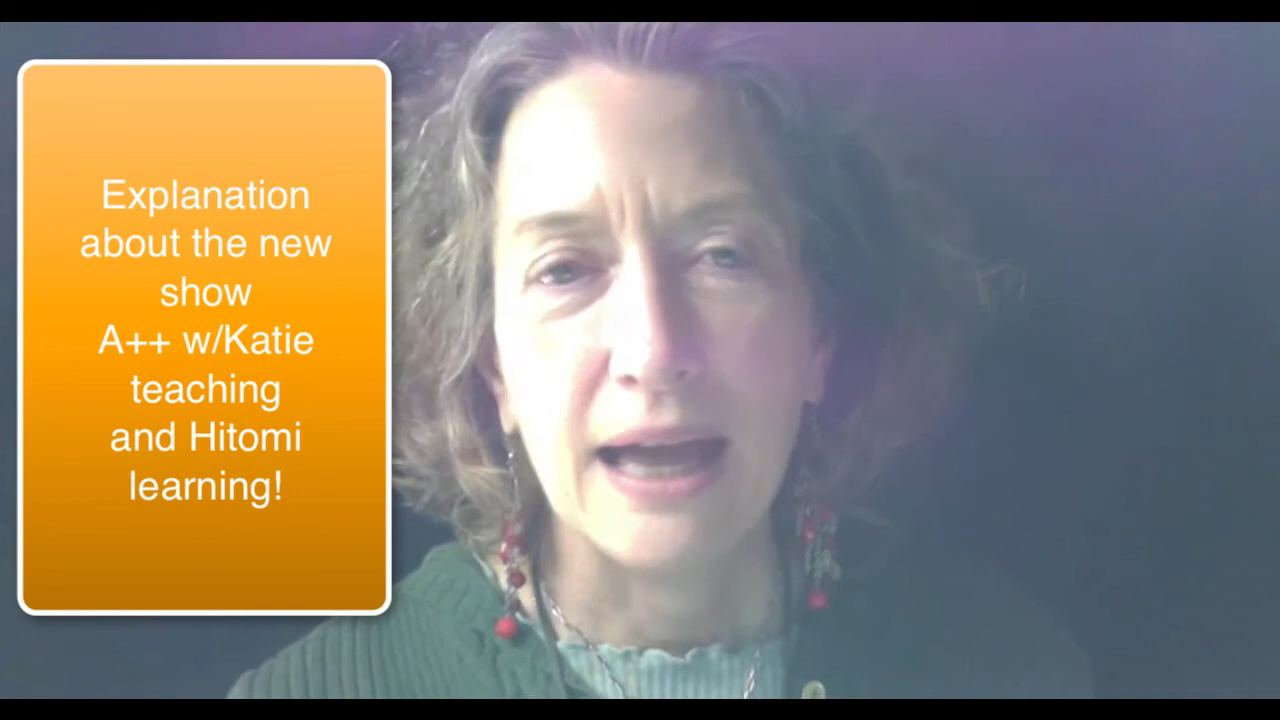 Explanation
about the new
show
A++ w/Katie
teaching
and Hitomi
learning!